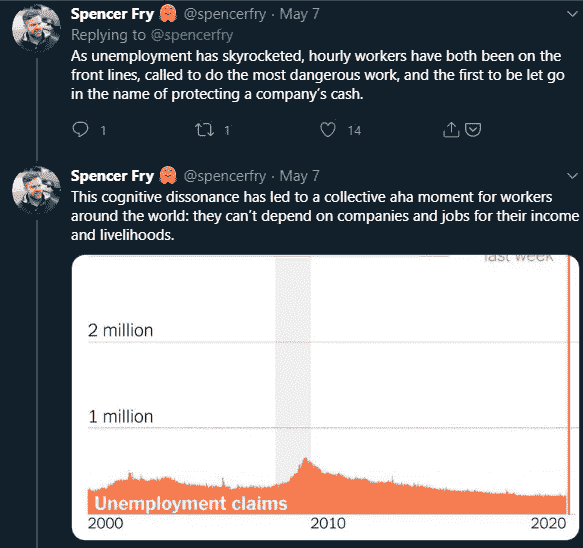 Spencer Fry @spencerfry · May 7
Replying to @spencerfry
As unemployment has skyrocketed, hourly workers have both been on the
front lines, called to do the most dangerous work, and the first to be let go
in the name of protecting a company's cash.
1 1 14
Spencer Fry @spencerfry · May 7
This cognitive dissonance has led to a collective aha moment for workers
around the world: they can't depend on companies and jobs for their income
and livelihoods.
last week
2 million
1 million
Unemployment claims
2000 2010 2020